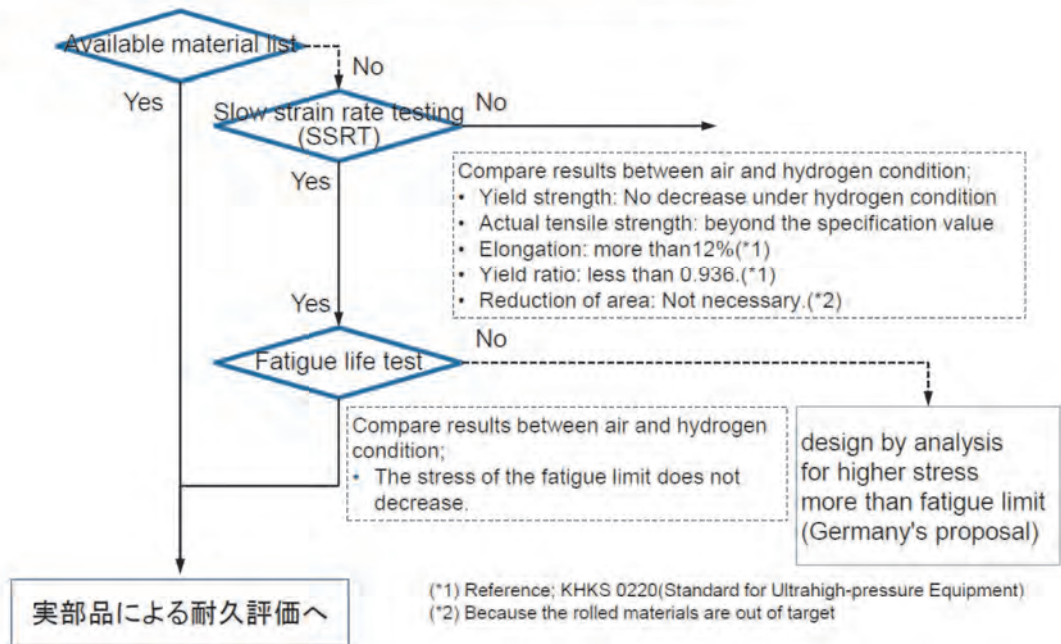 Available material list
No
Yes
Slow strain rate testing
(SSRT)
No
Yes
Compare results between air and hydrogen condition;
• Yield strength: No decrease under hydrogen condition
• Actual tensile strength: beyond the specification value
• Elongation: more than12%(*1)
• Yield ratio: less than 0.936.(*1)
• Reduction of area: Not necessary.(*2)
Yes
No
Fatigue life test
Compare results between air and hydrogen
condition;
• The stress of the fatigue limit does not
decrease.
design by analysis
for higher stress
more than fatigue limit
(Germany's proposal)
実部品による耐久評価へ
(*1) Reference; KHKS 0220(Standard for Ultrahigh-pressure Equipment)
(*2) Because the rolled materials are out of target